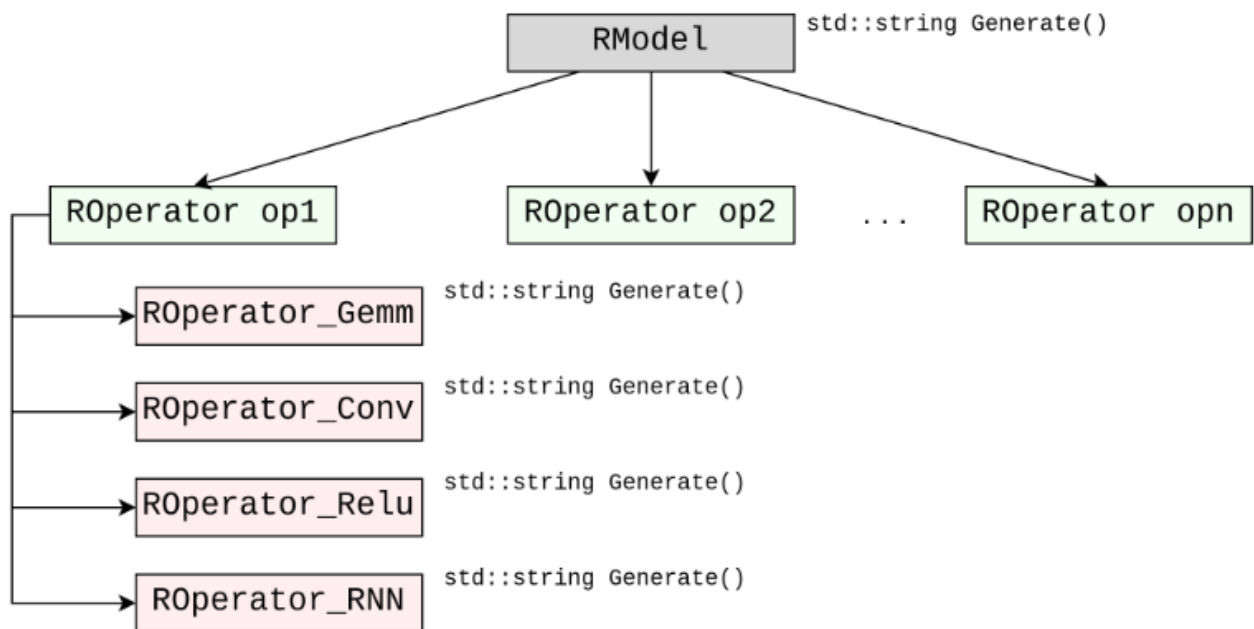 RModel
std::string Generate()
ROperator op1
ROperator op2
...
ROperator opn
ROperator_Gemm
std::string Generate()
ROperator_Conv
std::string Generate()
ROperator_Relu
std::string Generate()
ROperator_RNN
std::string Generate()